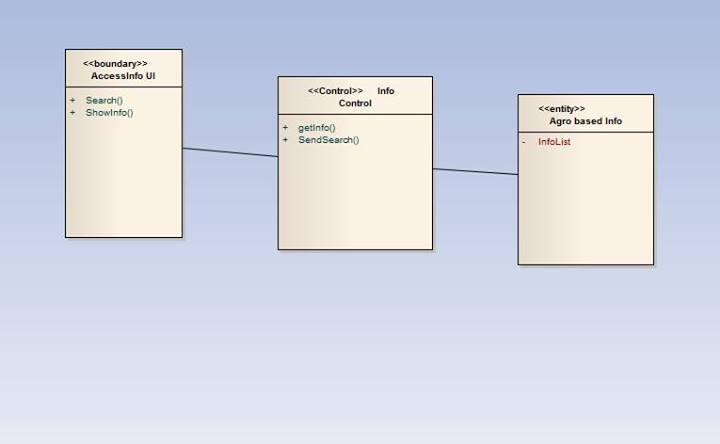 <<boundary>>
AccessInfo UI
+ Search()
+ ShowInfo()
<<Control>> Info
Control
+ getInfo()
+ SendSearch()
<<entity>>
Agro based Info
- InfoList